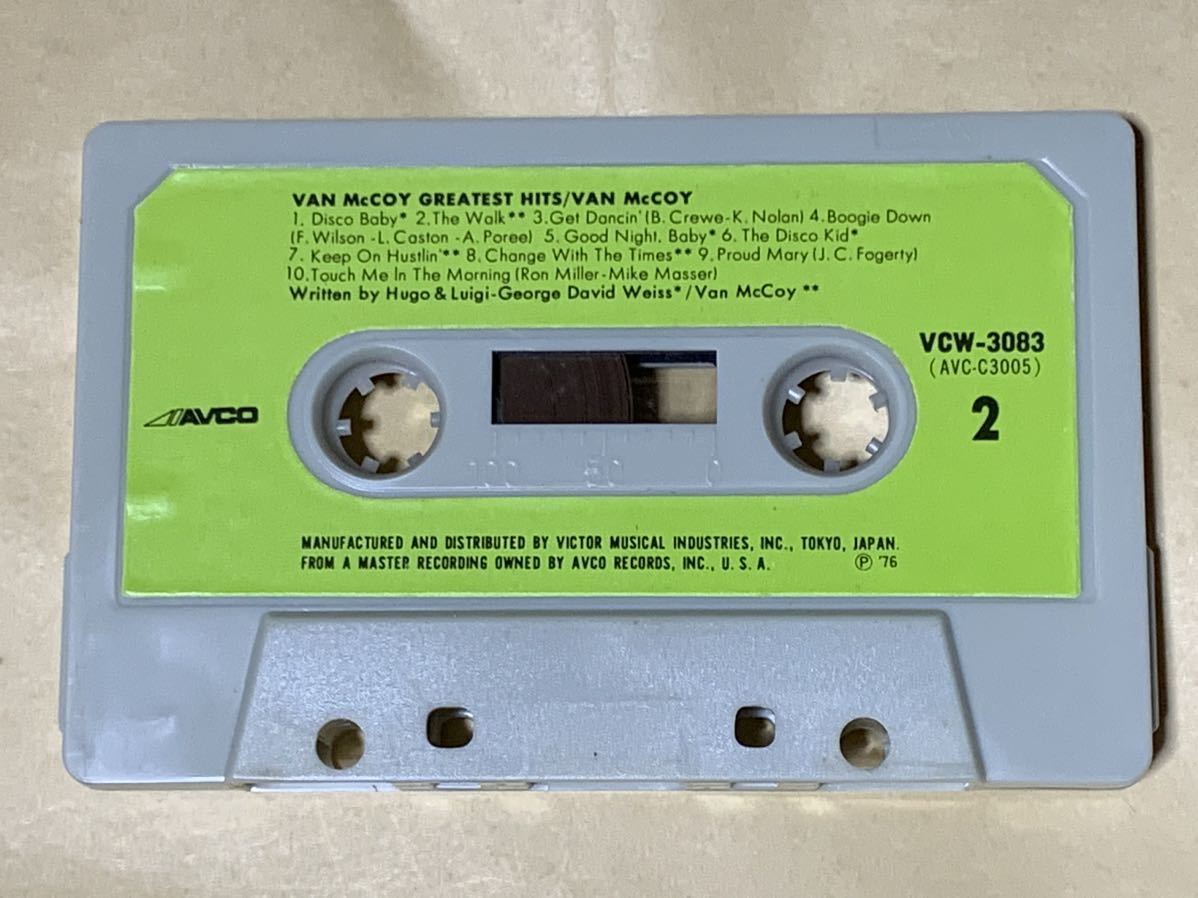 VAN McCOY GREATEST HITS/VAN McCOY
1. Disco Baby* 2.The Walk** 3.Get Dancin' (B. Crewe-K. Nolan) 4.Boogie Down
(F. Wilson -L. Caston -A. Poree) 5. Good Night, Baby* 6. The Disco Kid*
7. Keep On Hustlin'** 8. Change With The Times** 9. Proud Mary (J. C. Fogerty)
10.Touch Me In The Morning (Ron Miller-Mike Masser)
Written by Hugo & Luigi-George David Weiss*/Van McCoy **
VCW-3083
(AVC-C3005)
AVCO
2
100 50 0
MANUFACTURED AND DISTRIBUTED BY VICTOR MUSICAL INDUSTRIES, INC., TOKYO, JAPAN.
FROM A MASTER RECORDING OWNED BY AVCO RECORDS, INC., U. S. A. Ⓟ '76